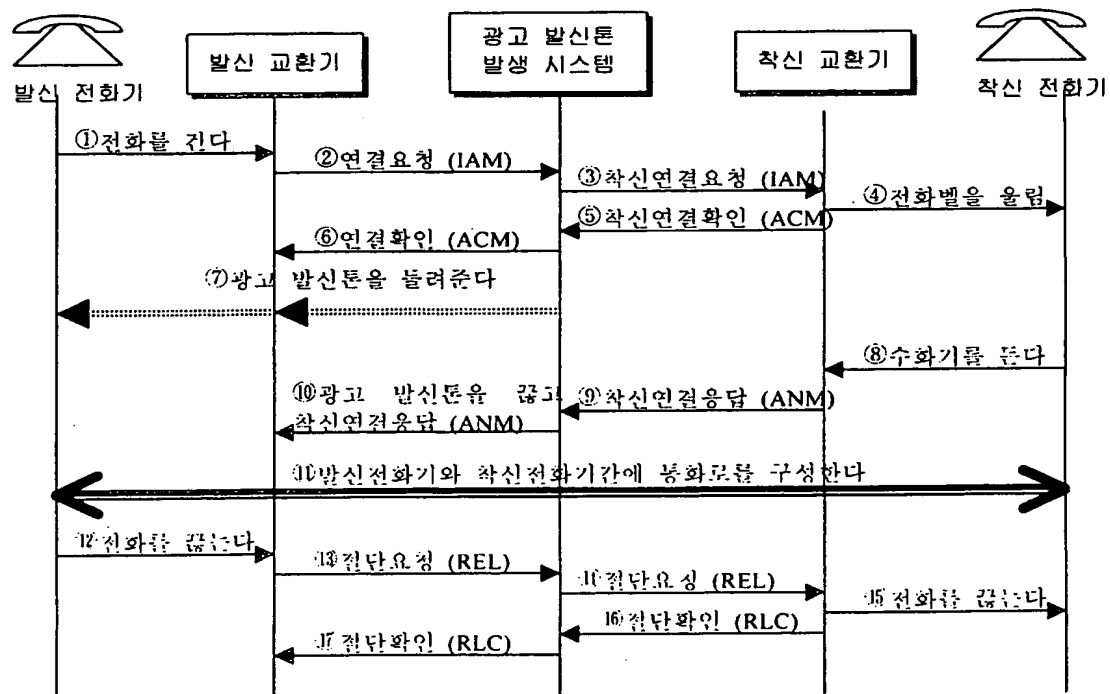 발신 전화기
발신 교환기
광고 발신톤
발생 시스템
착신 교환기
착신 전화기
①전화를 건다
②연결요청 (IAM)
③착신연결요청 (IAM)
④전화벨을 울림
⑤착신연결확인 (ACM)
⑥연결확인 (ACM)
⑦광고 발신톤을 들려준다
⑧수화기를 든다
⑨착신연결응답 (ANM)
⑩광고 발신톤을 끊고
착신연결응답 (ANM)
⑪발신전화기와 착신전화기간에 통화로를 구성한다
⑫전화를 끊는다
⑬절단요청 (REL)
⑭절단요청 (REL)
⑮전화를 끊는다
⑯절단확인 (RLC)
⑰절단확인 (RLC)